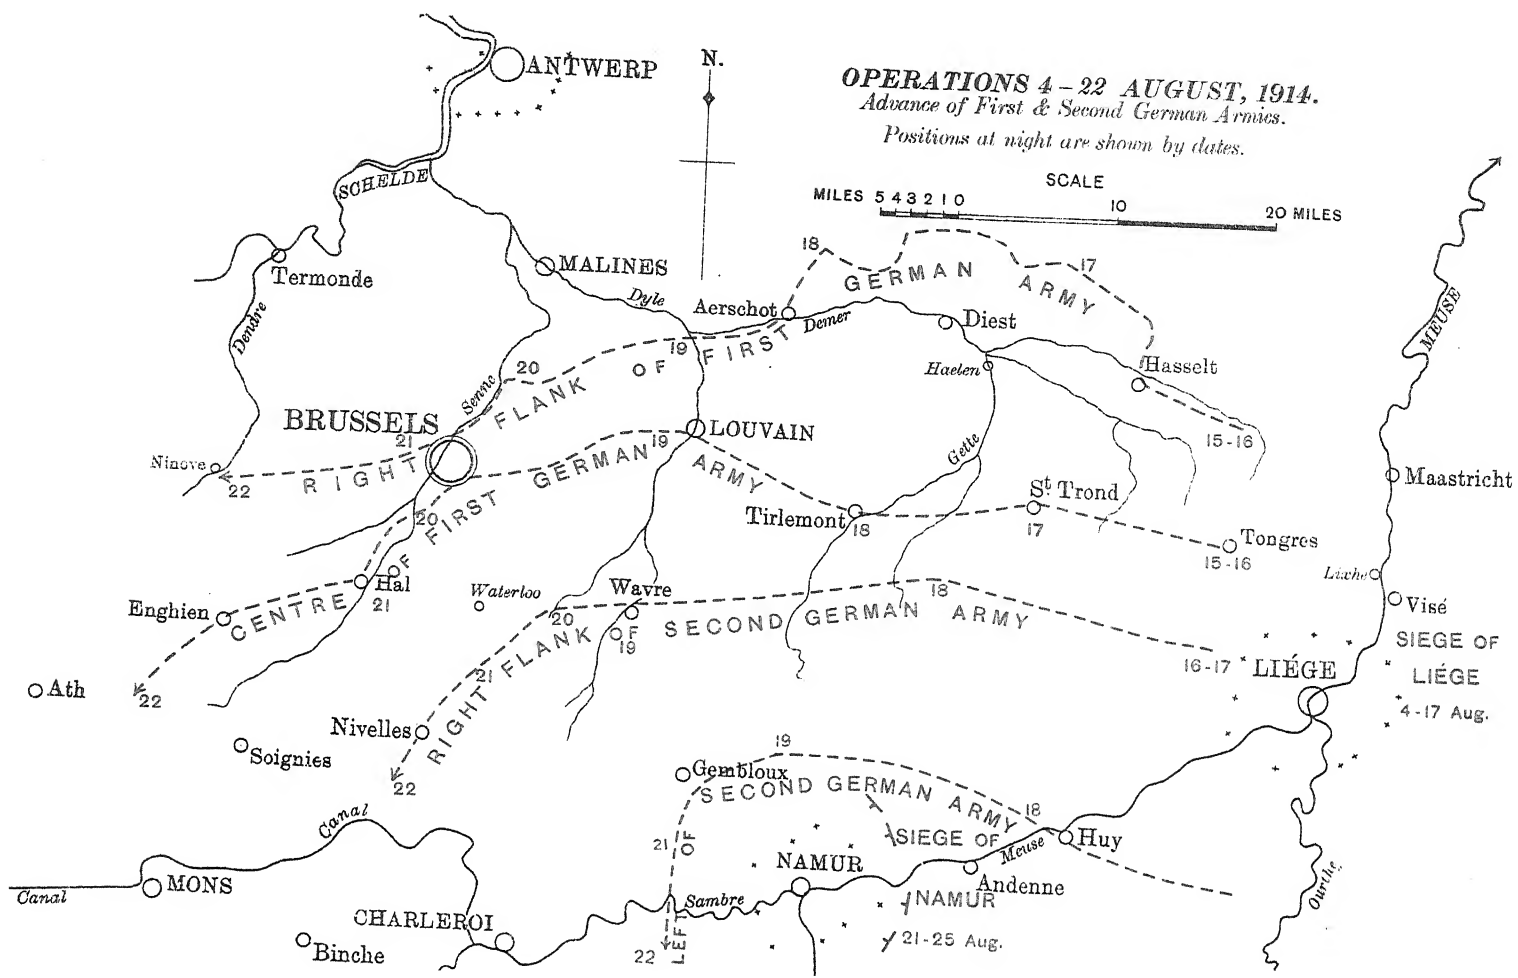 OPERATIONS 4-22 AUGUST, 1914.
Advance of First & Second German Armies.
Positions at night are shown by dates.
SCALE
MILES 5 4 3 2 1 0 10 20 MILES
N.
ANTWERP
SCHELDE
Termonde
Dendre
MALINES
Dyle
Aerschot
Demer
Diest
Haelen
Hasselt
18
17
GERMAN ARMY
15-16
MEUSE
RIGHT FLANK OF FIRST
19
20
21
22
Senne
BRUSSELS
Ninove
LOUVAIN
Gette
Maastricht
CENTRE OF FIRST GERMAN ARMY
19
20
21
22
Tirlemont
18
St. Trond
17
Tongres
15-16
Lixhe
Visé
Hal
Enghien
Waterloo
Wavre
RIGHT FLANK OF SECOND GERMAN ARMY
16-17
18
19
20
21
22
SIEGE OF
LIÉGE
4-17 Aug.
LIÉGE
Ath
Soignies
Nivelles
Gembloux
LEFT OF SECOND GERMAN ARMY
18
19
21
22
Huy
Meuse
Andenne
SIEGE OF
NAMUR
21-25 Aug.
NAMUR
Sambre
Ourthe
Canal
Canal
MONS
CHARLEROI
Binche